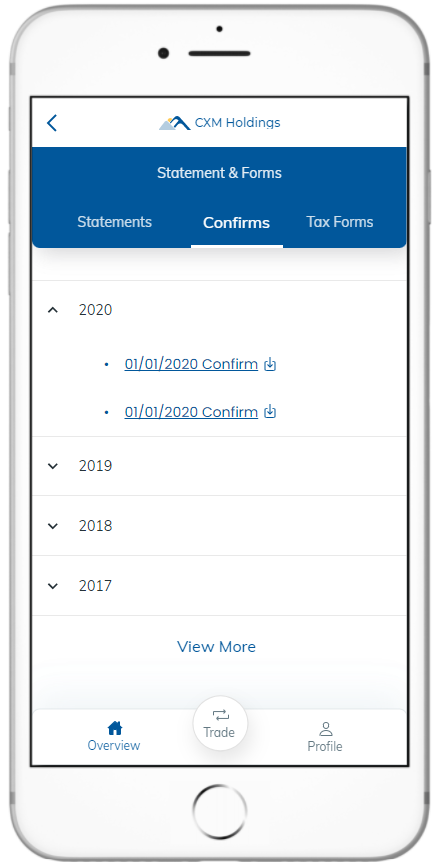 CXM Holdings
Statement & Forms
Statements Confirms Tax Forms
2020
• 01/01/2020 Confirm
• 01/01/2020 Confirm
2019
2018
2017
View More
Overview Trade Profile